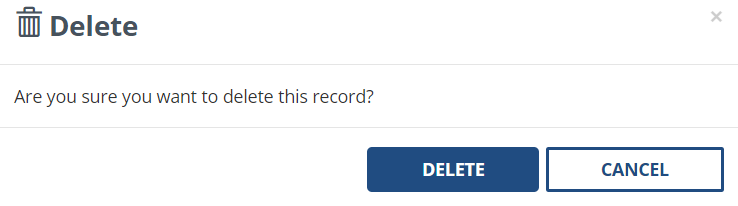 Delete
×
Are you sure you want to delete this record?
DELETE
CANCEL